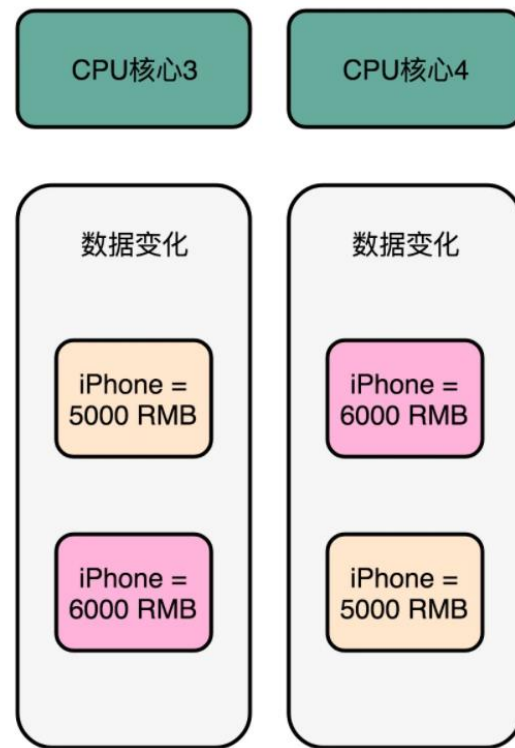 CPU核心3
CPU核心4
数据变化
iPhone =
5000 RMB
iPhone =
6000 RMB
数据变化
iPhone =
6000 RMB
iPhone =
5000 RMB